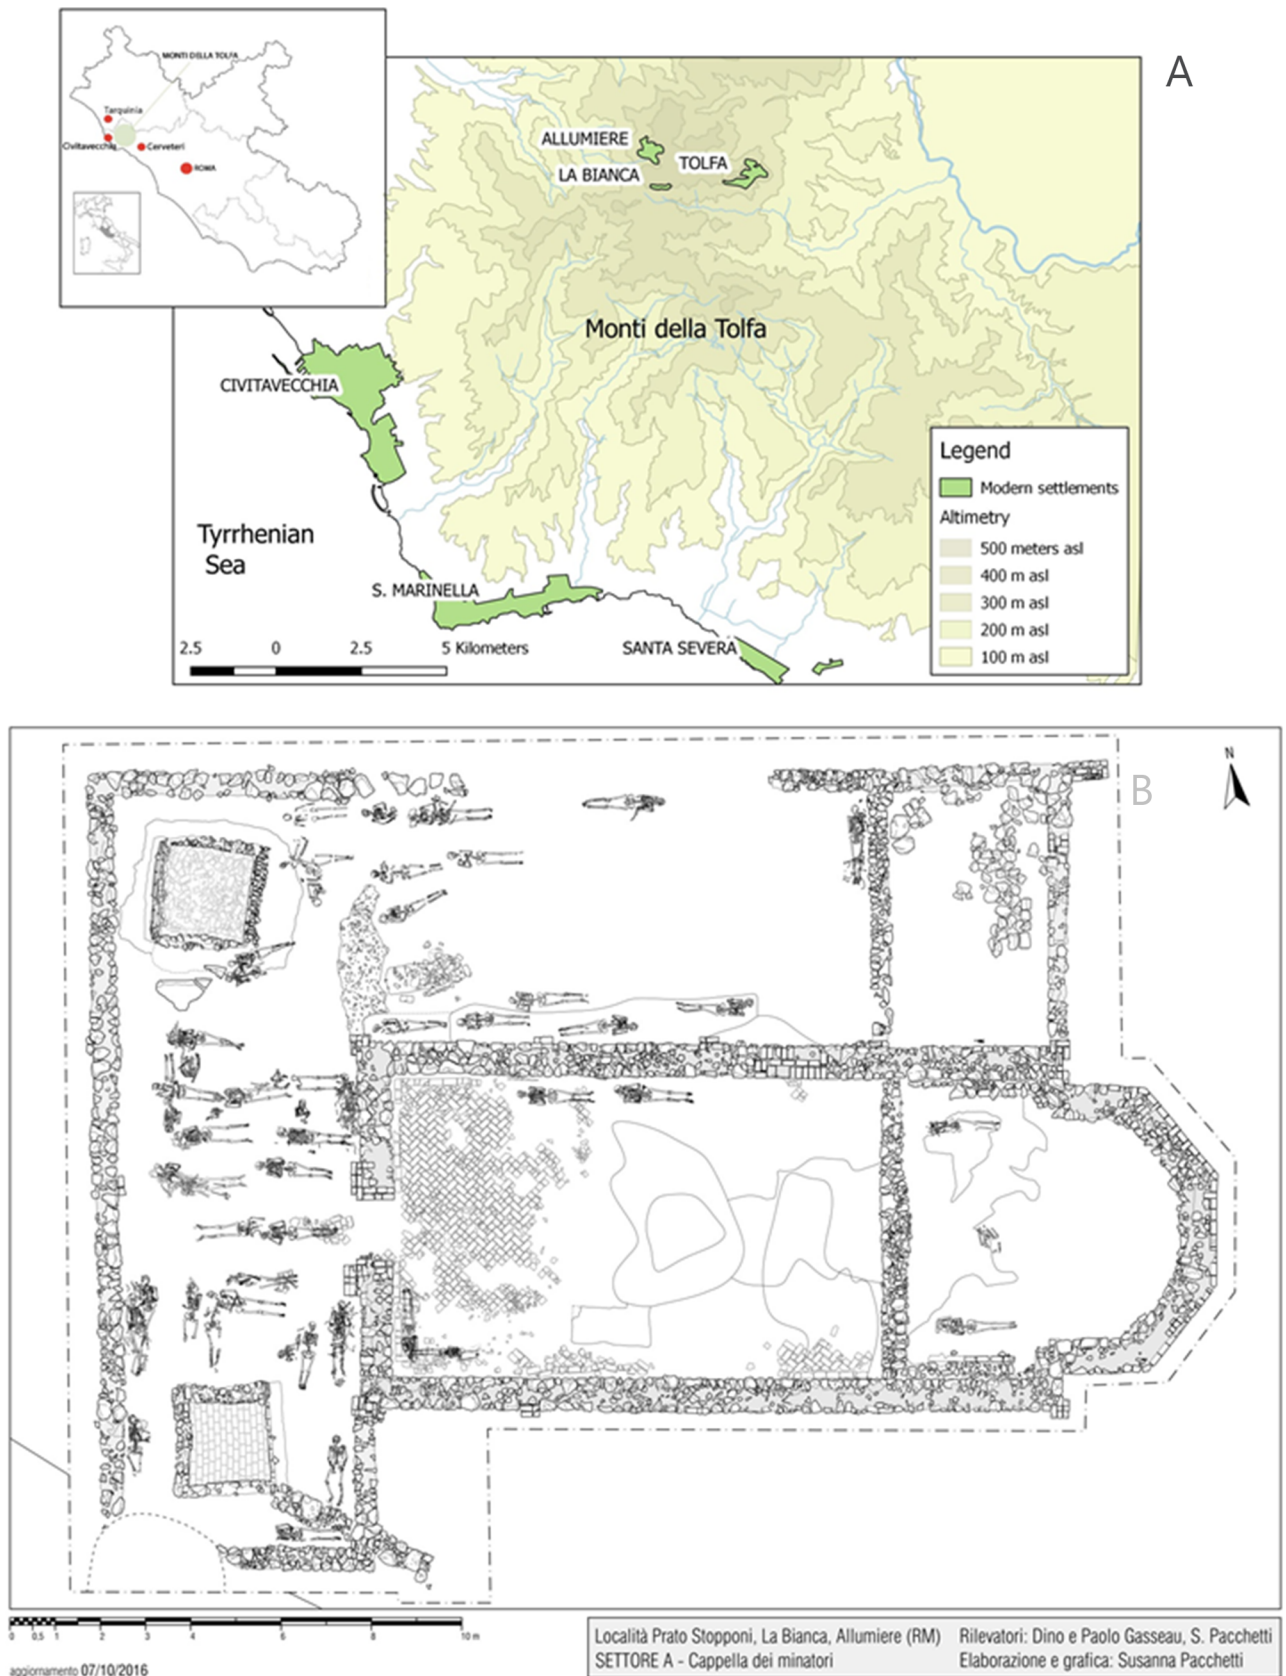 A
MONTI DELLA TOLFA
Tarquinia
Civitavecchia
Cerveteri
ROMA
ALLUMIERE
TOLFA
LA BIANCA
Monti della Tolfa
CIVITAVECCHIA
Legend
Modern settlements
Altimetry
500 meters asl
400 m asl
300 m asl
200 m asl
100 m asl
Tyrrhenian
Sea
S. MARINELLA
SANTA SEVERA
2.5 0 2.5 5 Kilometers
N
B
0 0,5 1 2 3 4 6 8 10 m
Località Prato Stopponi, La Bianca, Allumiere (RM) Rilevatori: Dino e Paolo Gasseau, S. Pacchetti
SETTORE A - Cappella dei minatori Elaborazione e grafica: Susanna Pacchetti
aggiornamento 07/10/2016